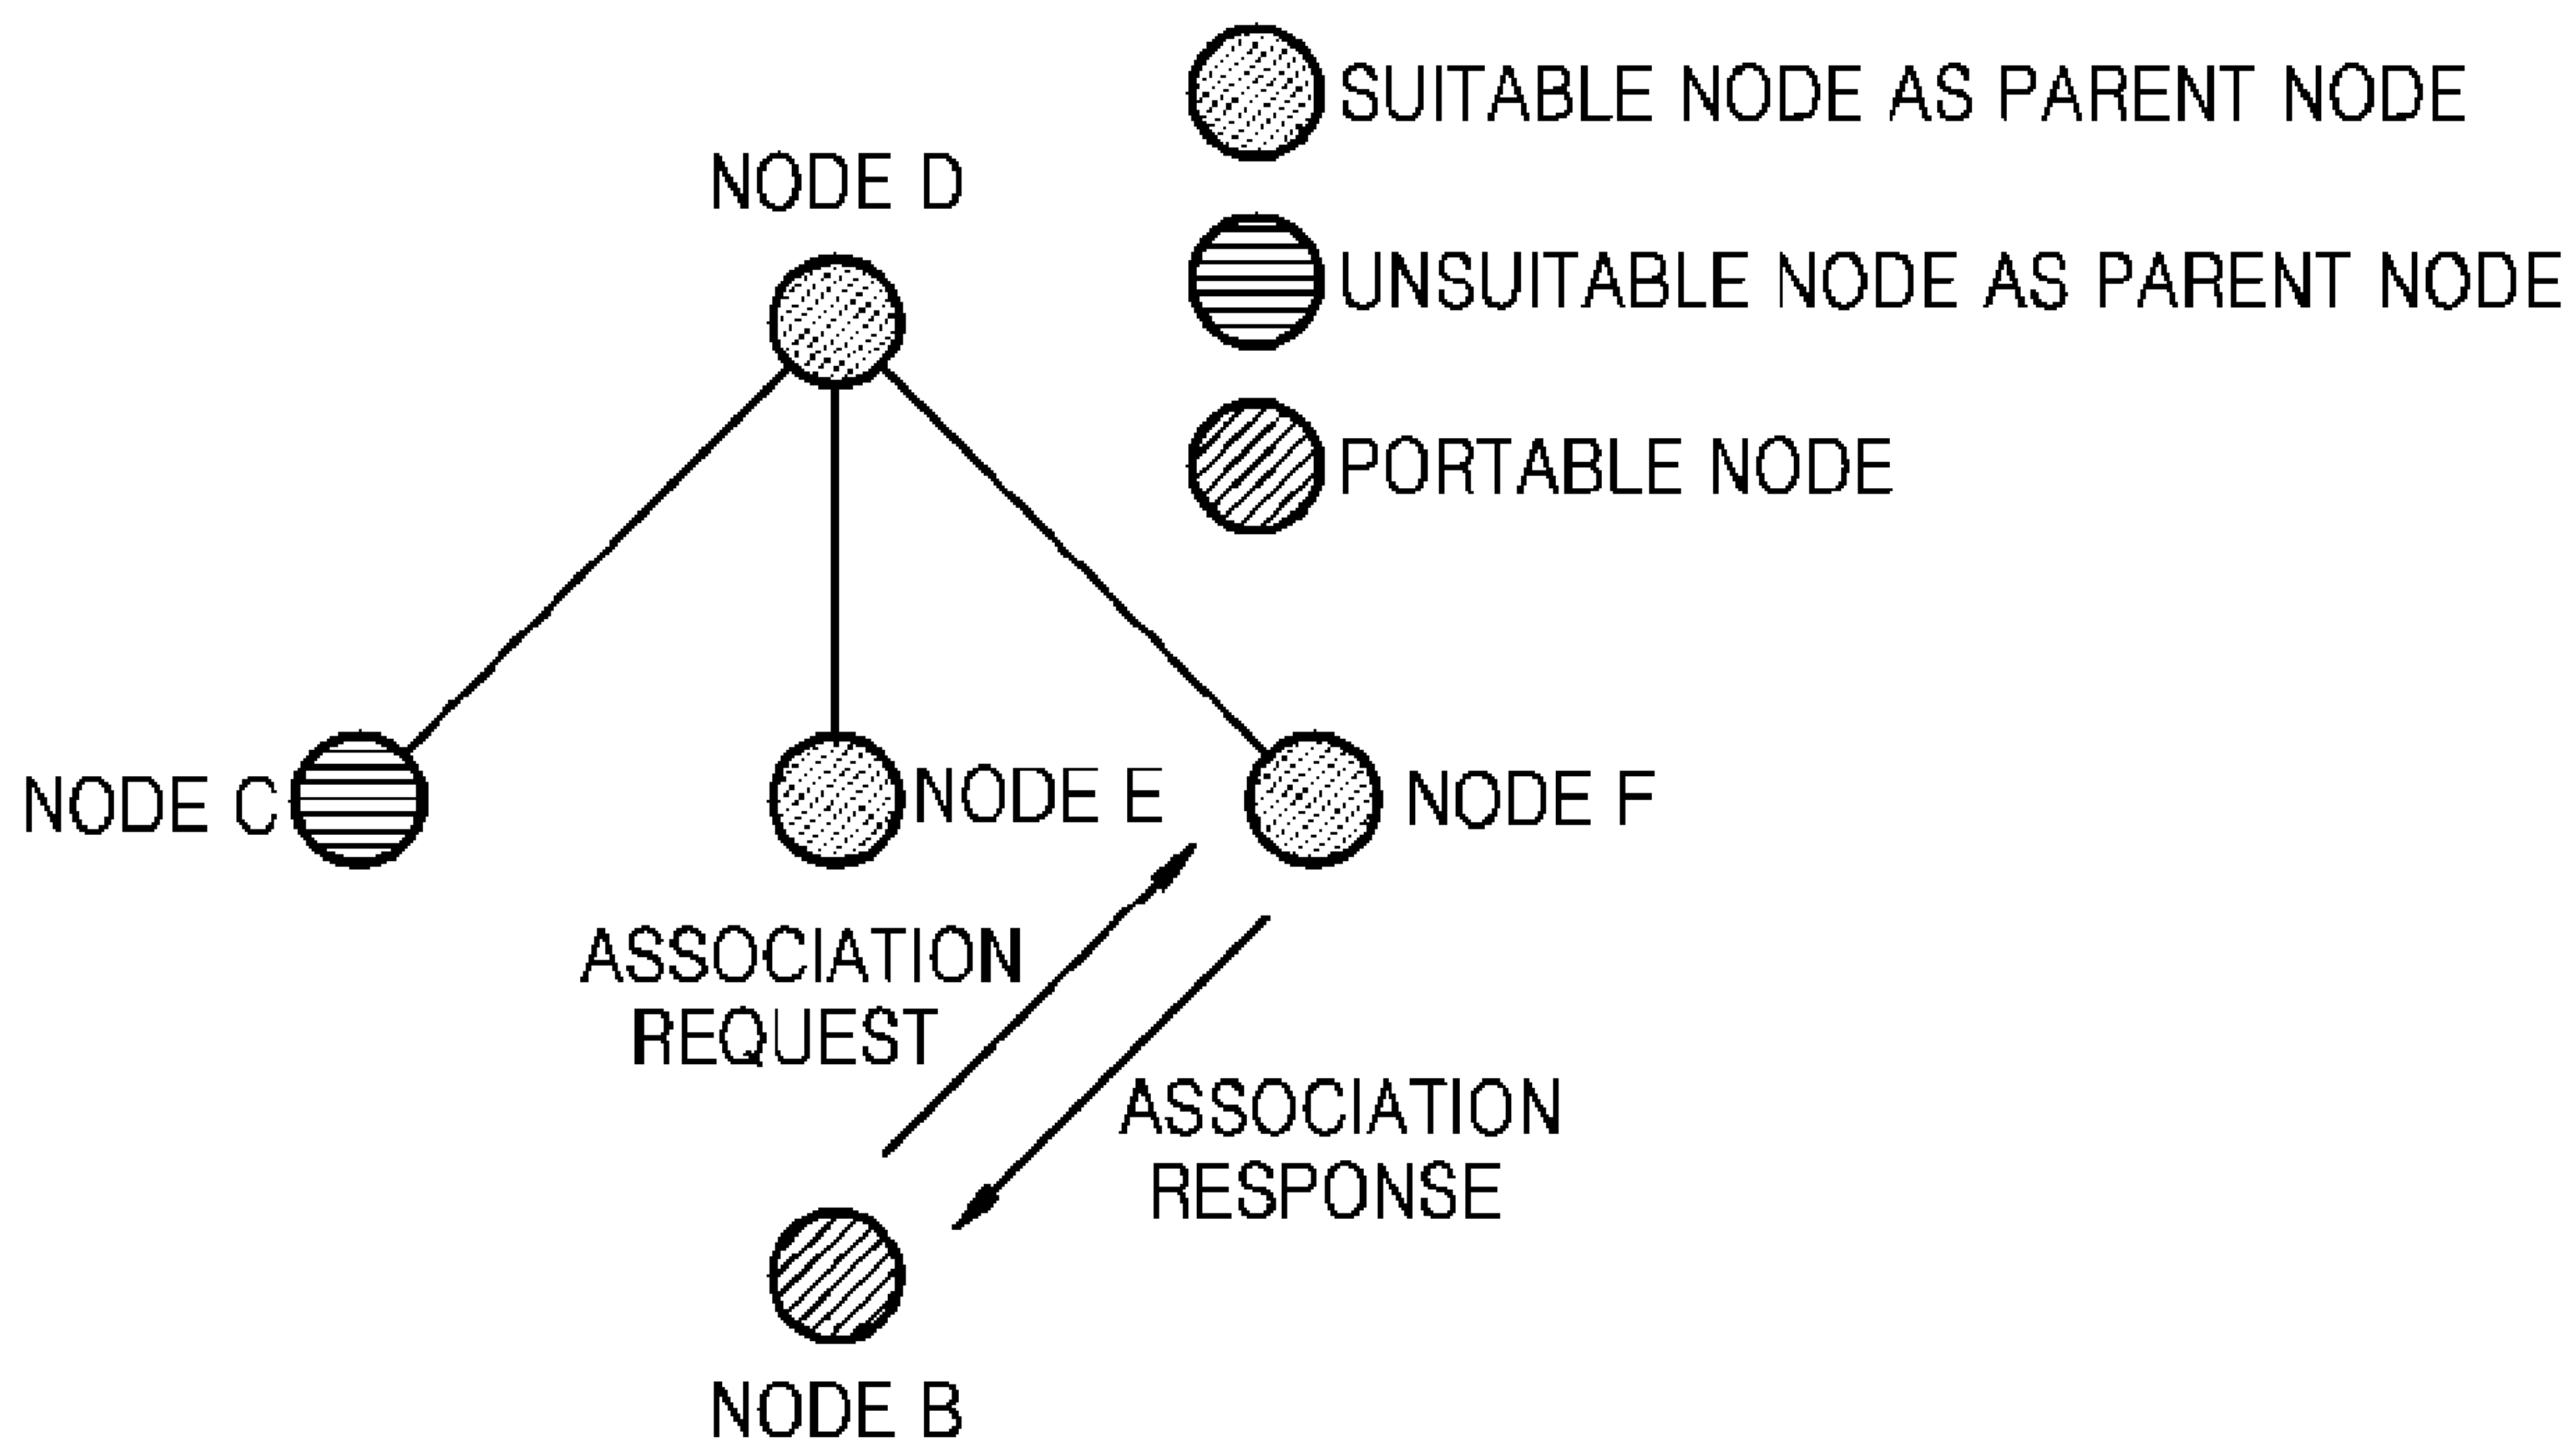 SUITABLE NODE AS PARENT NODE
NODE D
UNSUITABLE NODE AS PARENT NODE
PORTABLE NODE
NODE C
NODE E
NODE F
ASSOCIATION
REQUEST
ASSOCIATION
RESPONSE
NODE B